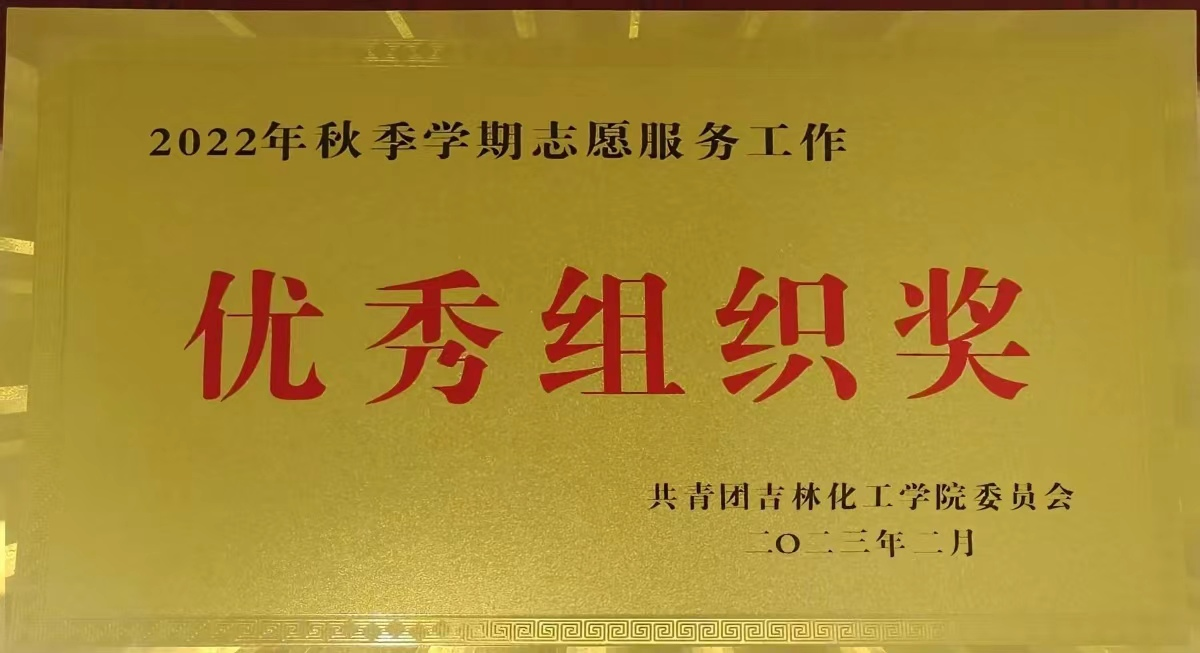 2022年秋季学期志愿服务工作
优秀组织奖
共青团吉林化工学院委员会
二〇二三年二月